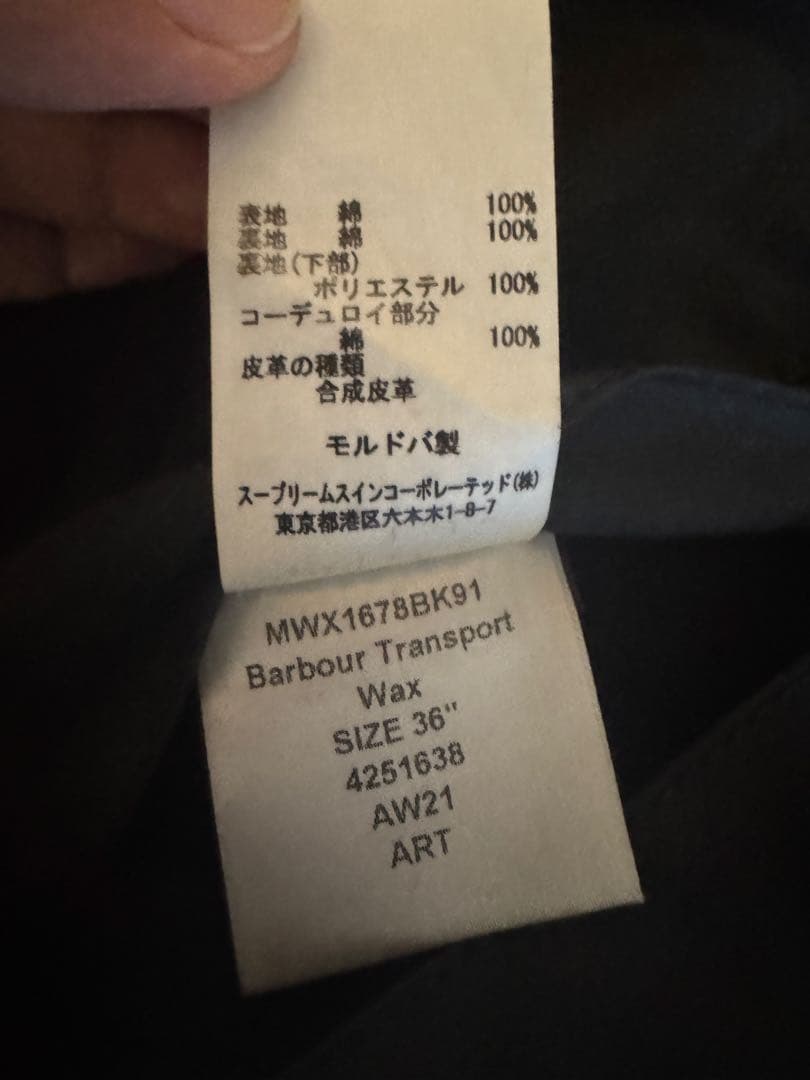 表地 綿 100%
裏地 綿 100%
裏地(下部)
ポリエステル 100%
コーデュロイ部分
綿 100%
皮革の種類
合成皮革
モルドバ製
スープリームスインコーポレーテッド(株)
東京都港区六本木1-8-7
MWX1678BK91
Barbour Transport
Wax
SIZE 36"
4251638
AW21
ART